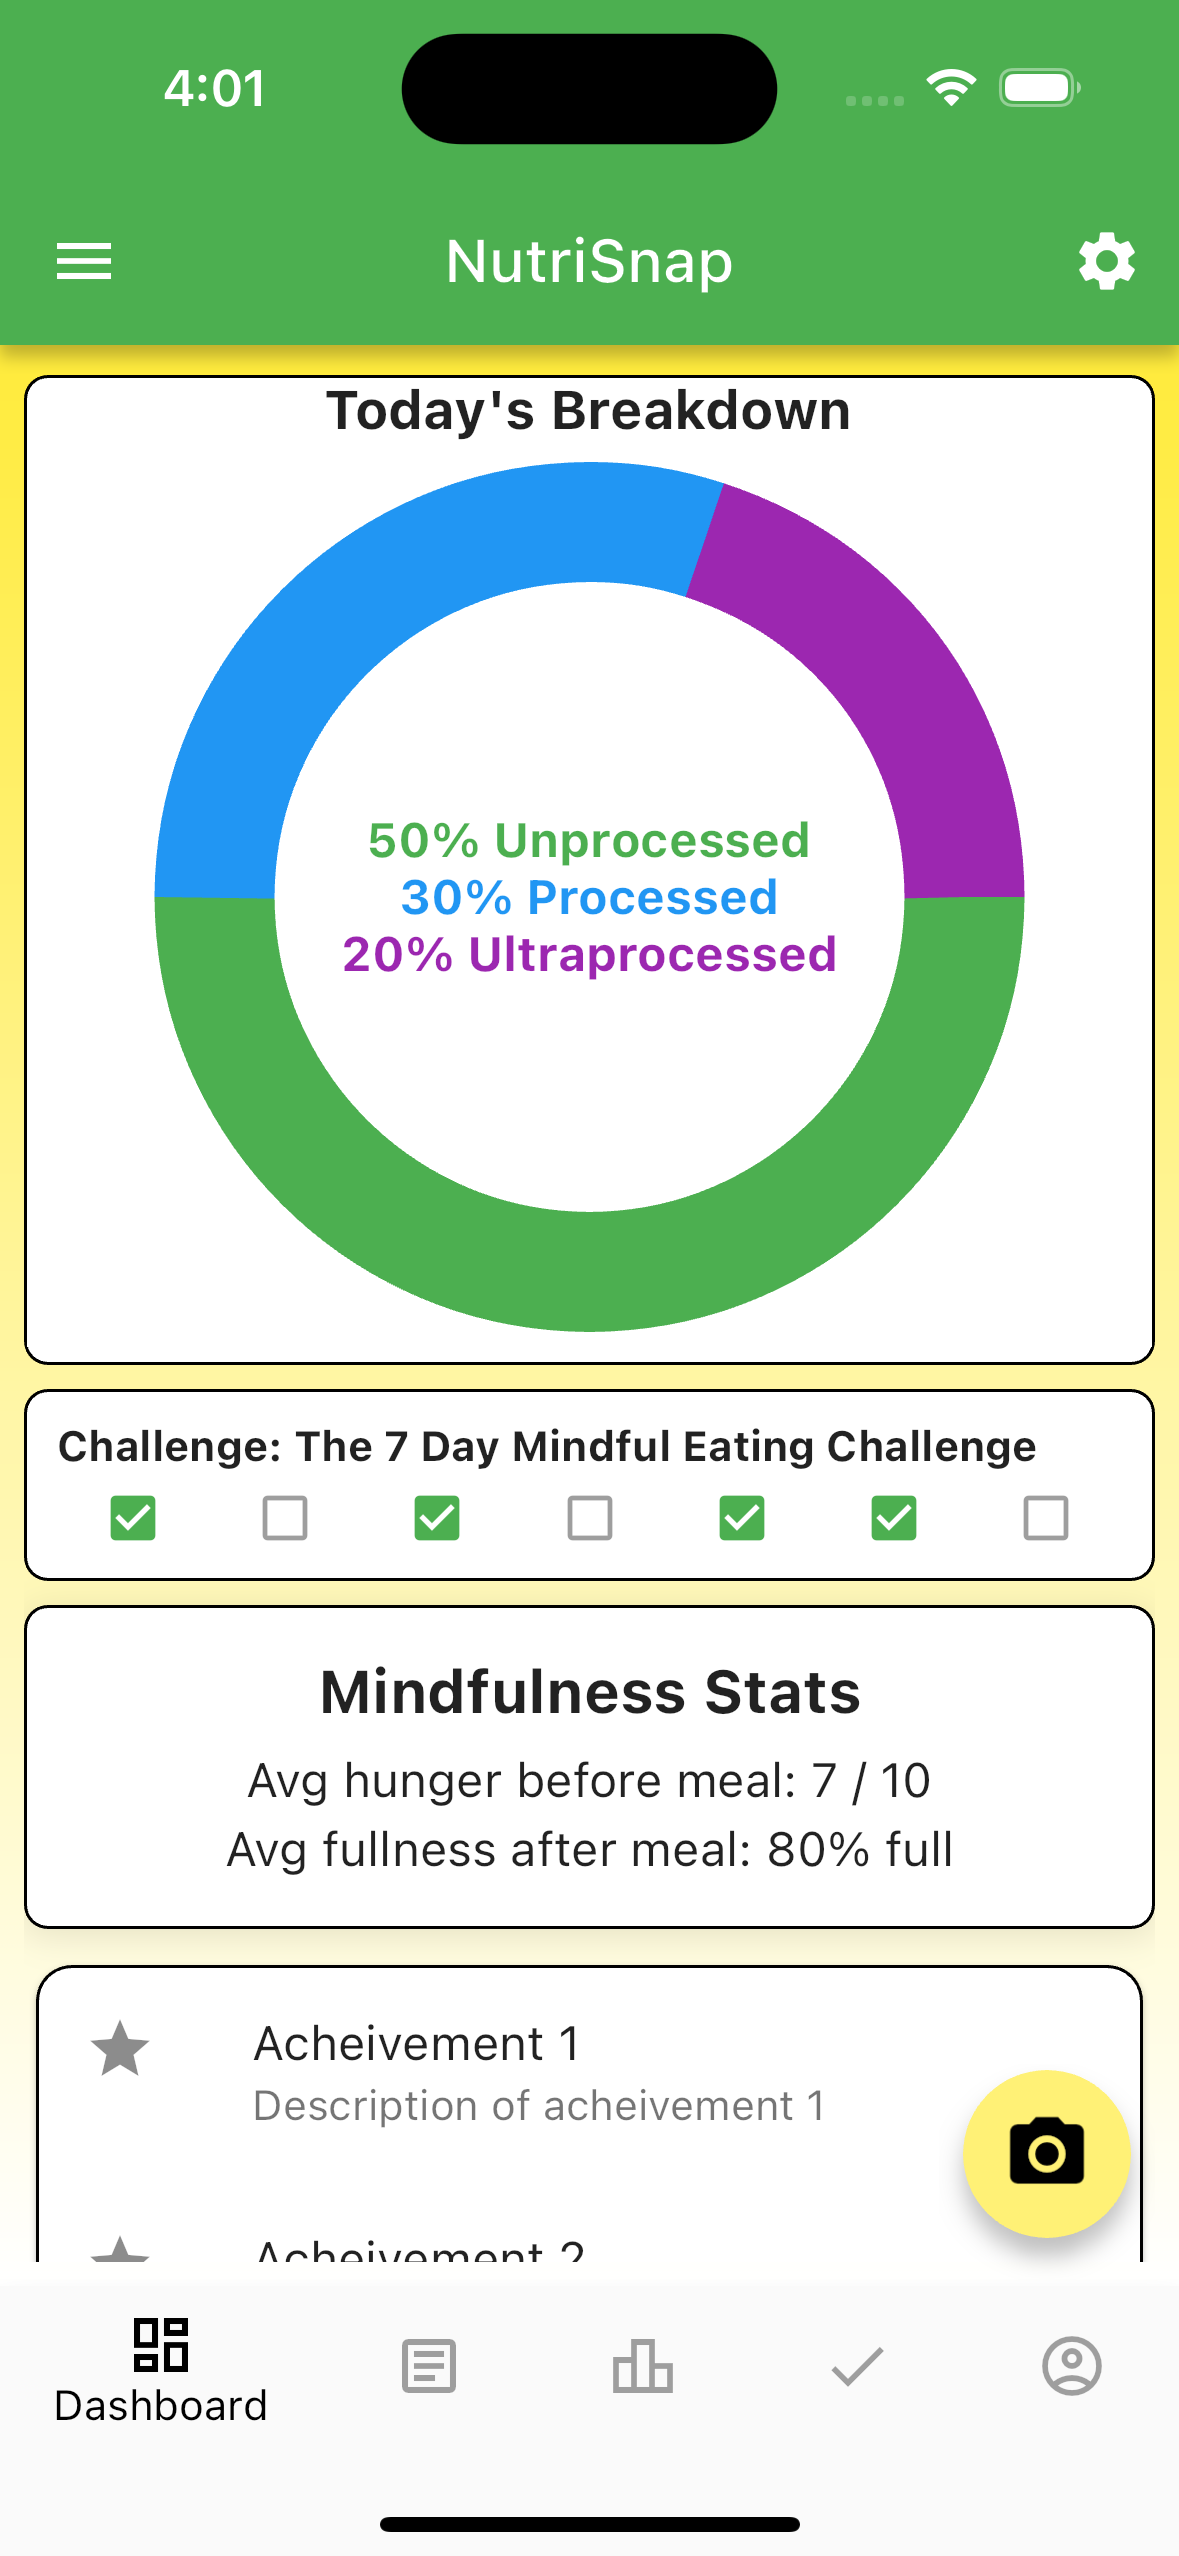 4:01
NutriSnap
Today's Breakdown
50% Unprocessed
30% Processed
20% Ultraprocessed
Challenge: The 7 Day Mindful Eating Challenge
Mindfulness Stats
Avg hunger before meal: 7 / 10
Avg fullness after meal: 80% full
Acheivement 1
Description of acheivement 1
Acheivement 2
Dashboard